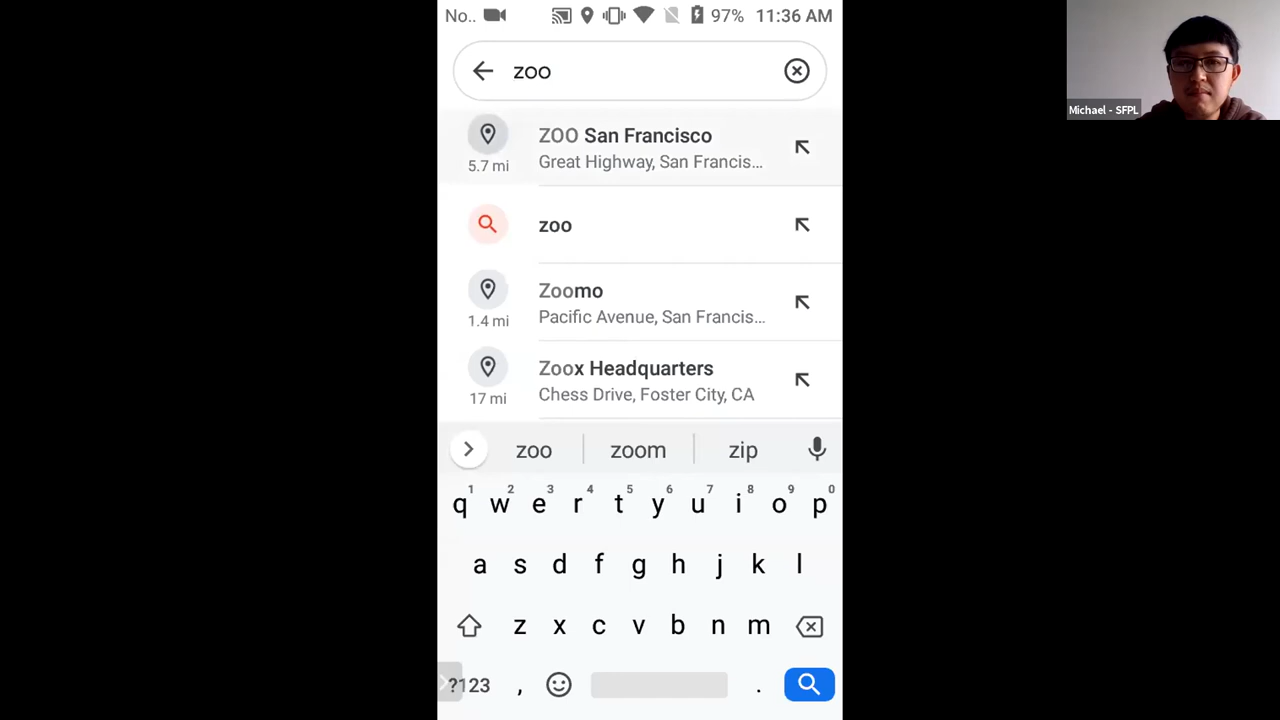 No.. 97% 11:36 AM
zoo
ZOO San Francisco
5.7 mi Great Highway, San Francis...
zoo
Zoomo
1.4 mi Pacific Avenue, San Francis...
Zoox Headquarters
17 mi Chess Drive, Foster City, CA
zoo zoom zip
1 2 3 4 5 6 7 8 9 0
q w e r t y u i o p
a s d f g h j k l
z x c v b n m
?123 , .
Michael - SFPL